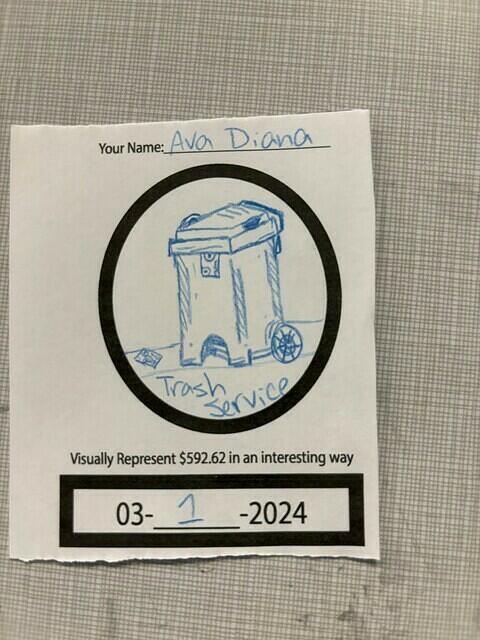 Your Name: Ava Diana
Trash
Service
Visually Represent $592.62 in an interesting way
03- 1 -2024